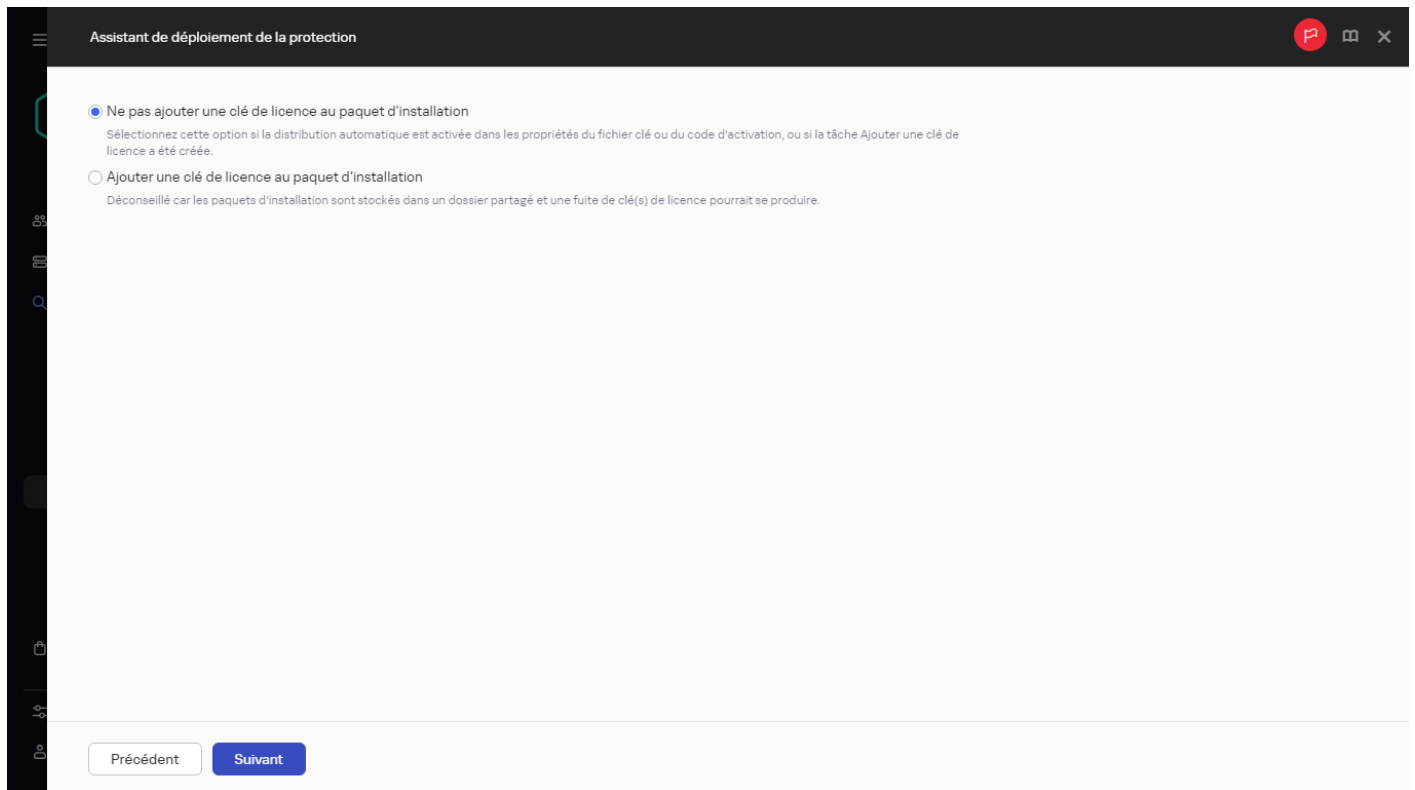 Assistant de déploiement de la protection
Ne pas ajouter une clé de licence au paquet d'installation
Sélectionnez cette option si la distribution automatique est activée dans les propriétés du fichier clé ou du code d'activation, ou si la tâche Ajouter une clé de
licence a été créée.
Ajouter une clé de licence au paquet d'installation
Déconseillé car les paquets d'installation sont stockés dans un dossier partagé et une fuite de clé(s) de licence pourrait se produire.
Précédent
Suivant